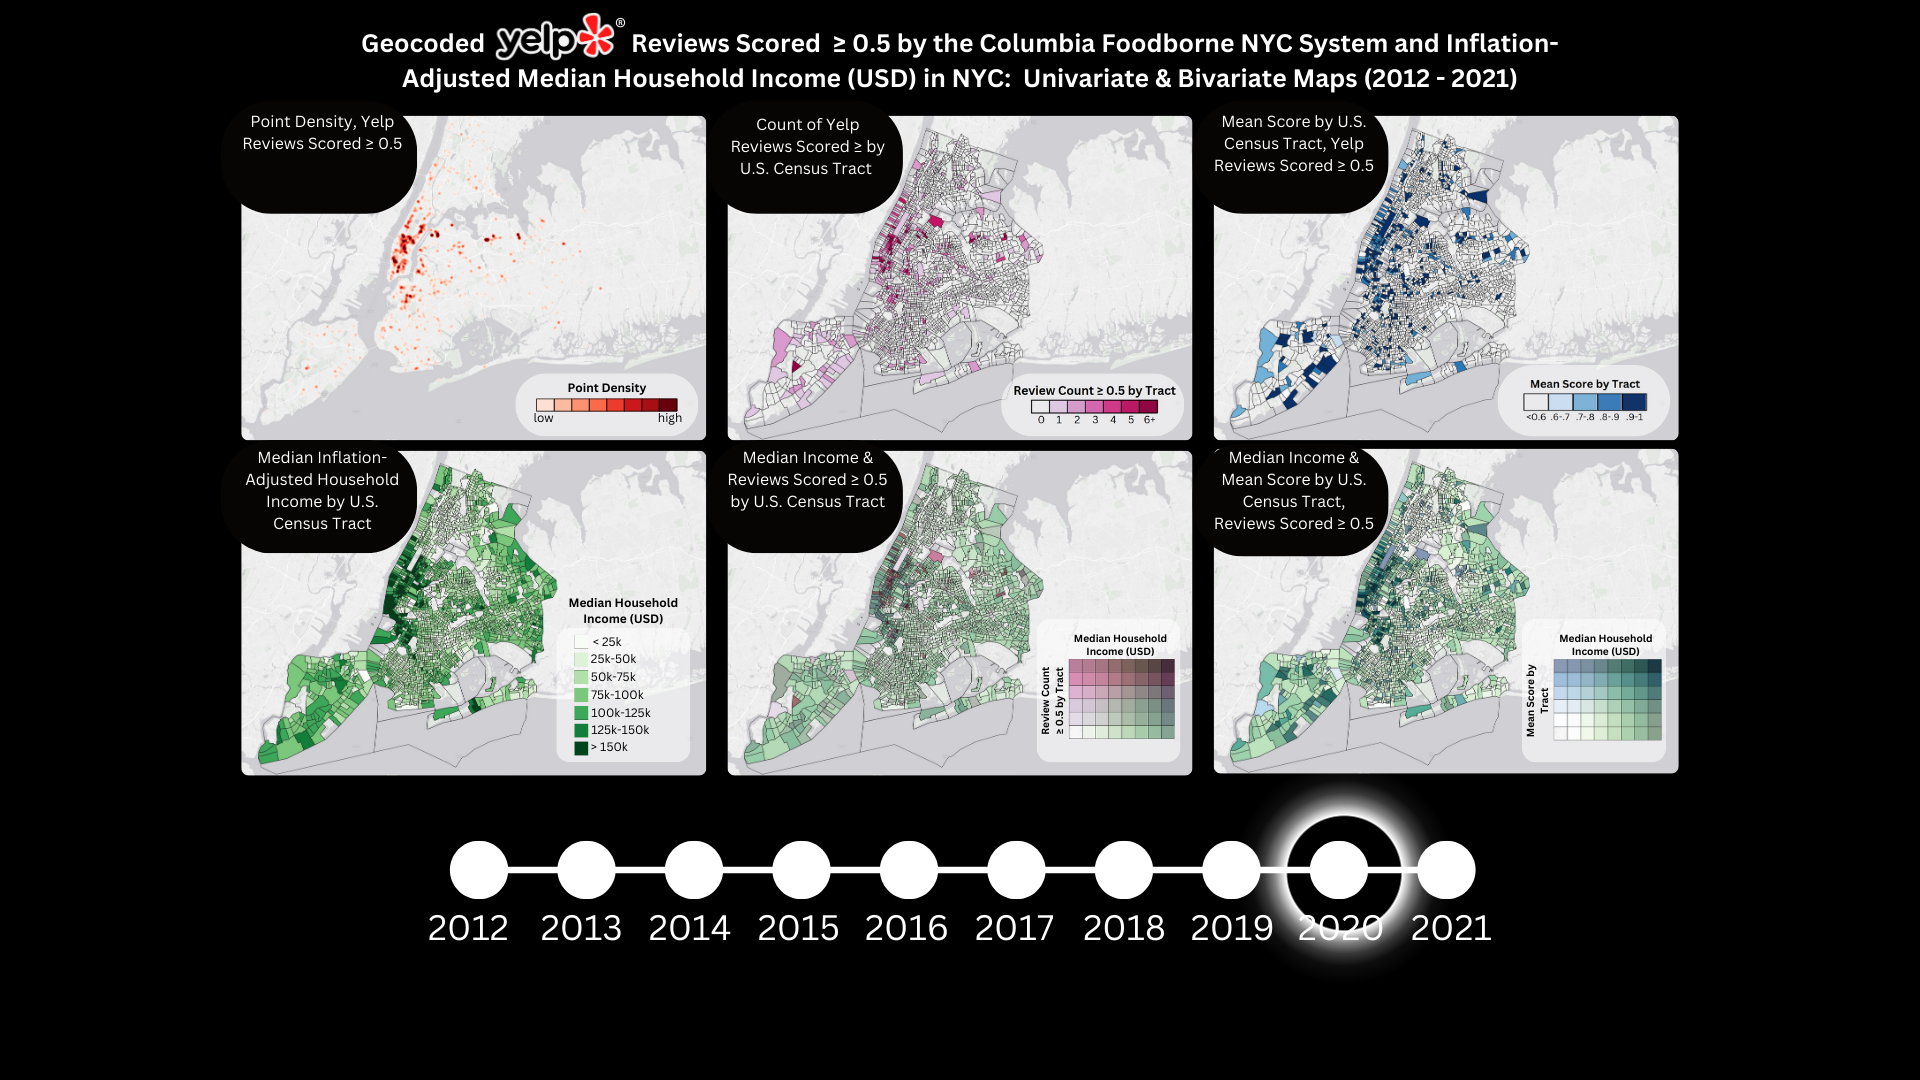 Geocoded yelp® Reviews Scored ≥ 0.5 by the Columbia Foodborne NYC System and Inflation-
Adjusted Median Household Income (USD) in NYC: Univariate & Bivariate Maps (2012 - 2021)
Point Density, Yelp
Reviews Scored ≥ 0.5
Point Density
low high
Count of Yelp
Reviews Scored ≥ by
U.S. Census Tract
Review Count ≥ 0.5 by Tract
0 1 2 3 4 5 6+
Mean Score by U.S.
Census Tract, Yelp
Reviews Scored ≥ 0.5
Mean Score by Tract
<0.6 .6-.7 .7-.8 .8-.9 .9-1
Median Inflation-
Adjusted Household
Income by U.S.
Census Tract
Median Household
Income (USD)
< 25k
25k-50k
50k-75k
75k-100k
100k-125k
125k-150k
> 150k
Median Income &
Reviews Scored ≥ 0.5
by U.S. Census Tract
Median Household
Income (USD)
Review Count
≥ 0.5 by Tract
Median Income &
Mean Score by U.S.
Census Tract,
Reviews Scored ≥ 0.5
Median Household
Income (USD)
Mean Score by
Tract
2012 2013 2014 2015 2016 2017 2018 2019 2020 2021